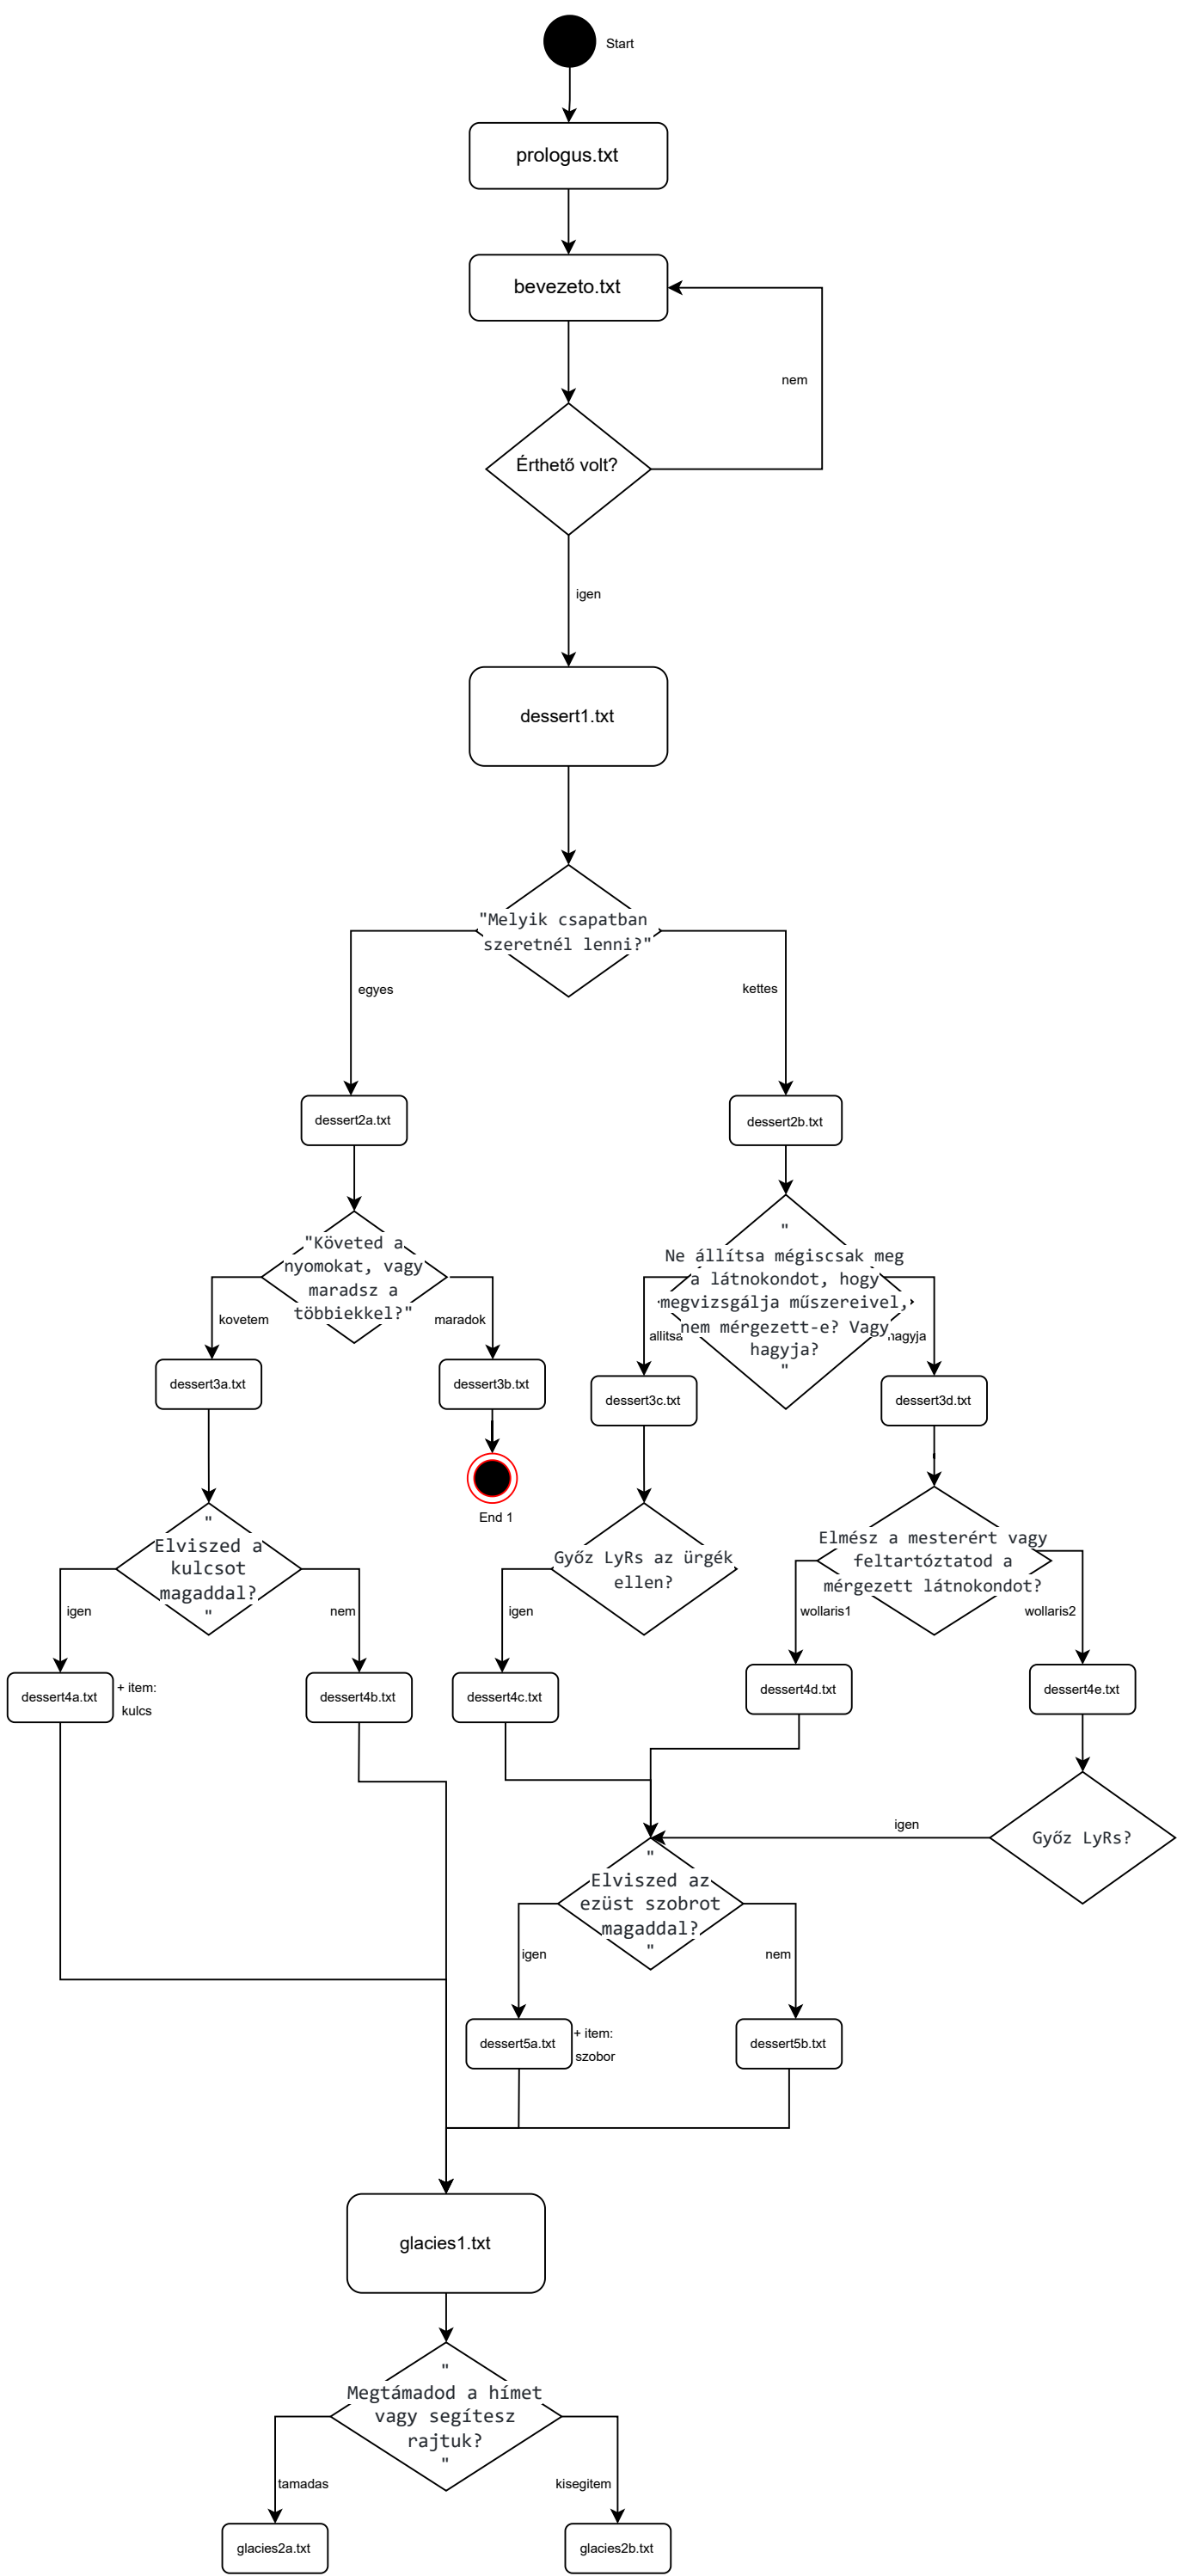 Start
prologus.txt
bevezeto.txt
nem
Érthető volt?
igen
dessert1.txt
"Melyik csapatban
szeretnél lenni?"
egyes
kettes
dessert2a.txt
dessert2b.txt
"Követed a
nyomokat, vagy
maradsz a
többiekkel?"
"
Ne állítsa mégiscsak meg
a látnokondot, hogy
megvizsgálja műszereivel,
nem mérgezett-e? Vagy
hagyja?
"
kovetem
maradok
allitsa
hagyja
dessert3a.txt
dessert3b.txt
dessert3c.txt
dessert3d.txt
End 1
"
Elviszed a
kulcsot
magaddal?
"
Győz LyRs az ürgék
ellen?
Elmész a mesterért vagy
feltartóztatod a
mérgezett látnokondot?
igen
nem
igen
wollaris1
wollaris2
dessert4a.txt
+ item:
kulcs
dessert4b.txt
dessert4c.txt
dessert4d.txt
dessert4e.txt
igen
Győz LyRs?
"
Elviszed az
ezüst szobrot
magaddal?
"
igen
nem
dessert5a.txt
+ item:
szobor
dessert5b.txt
glacies1.txt
"
Megtámadod a hímet
vagy segítesz
rajtuk?
"
tamadas
kisegitem
glacies2a.txt
glacies2b.txt